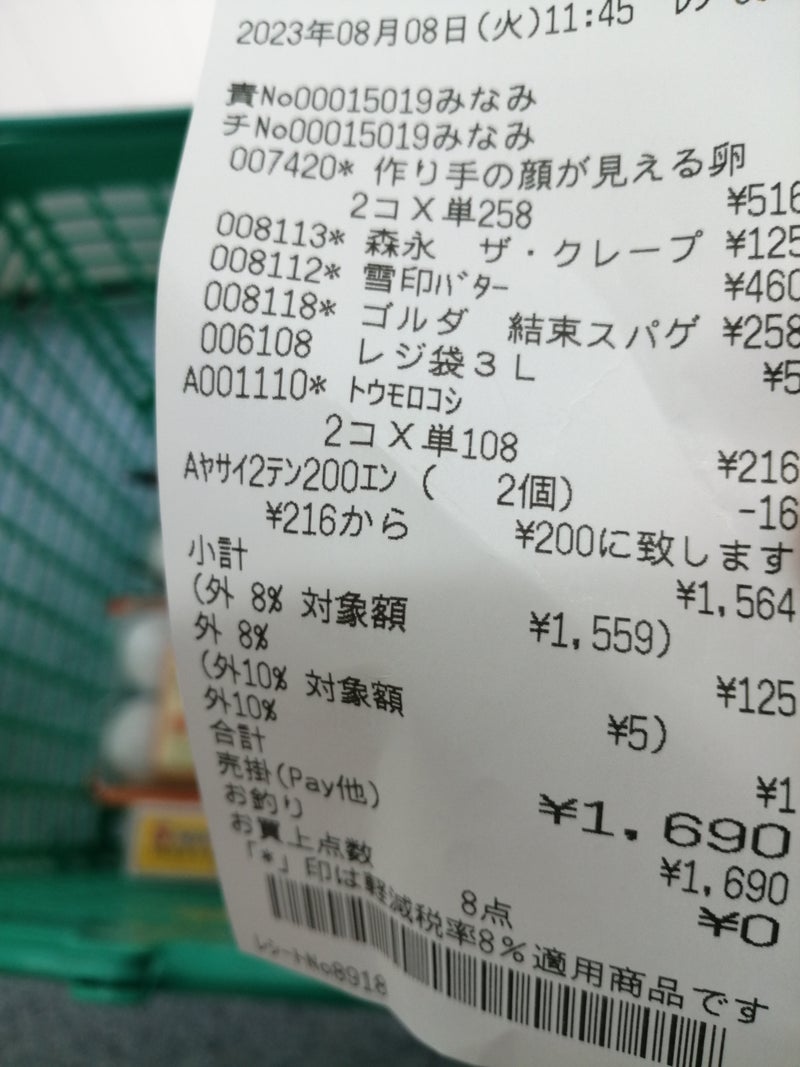 2023年08月08日(火)11:45
責No00015019みなみ
チNo00015019みなみ
007420* 作り手の顔が見える卵
2コX単258 ¥516
008113* 森永 ザ・クレープ ¥125
008112* 雪印バター ¥460
008118* ゴルダ 結束スパゲ ¥258
006108 レジ袋3L ¥5
A001110* トウモロコシ
2コX単108 ¥216
Aヤサイ2テン200エン( 2個) -16
¥216から ¥200に致します
小計 ¥1,564
(外 8% 対象額 ¥1,559)
外 8% ¥125
(外10% 対象額 ¥5)
外10% ¥1
合計 ¥1,690
売掛(Pay他) ¥1,690
お釣り ¥0
お買上点数 8点
「*」印は軽減税率8%適用商品です
レシートNo8918